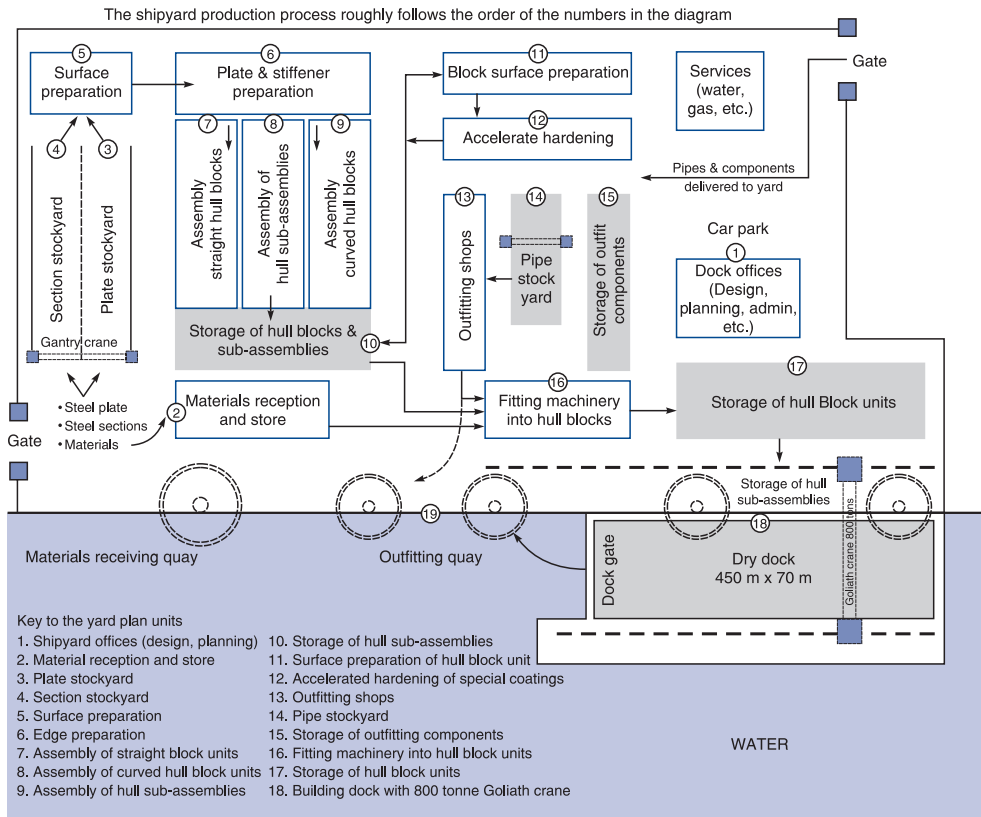 The shipyard production process roughly follows the order of the numbers in the diagram
5
Surface
preparation
6
Plate & stiffener
preparation
11
Block surface preparation
Services
(water,
gas, etc.)
Gate
7
8
9
12
Accelerate hardening
4
3
Pipes & components
delivered to yard
Section stockyard
Plate stockyard
Assembly
straight hull blocks
Assembly of
hull sub-assemblies
Assembly
curved hull blocks
13
Outfitting shops
14
Pipe
stock
yard
15
Storage of outfit
components
Car park
1
Dock offices
(Design,
planning, admin,
etc.)
Gantry crane
Storage of hull blocks &
sub-assemblies
10
• Steel plate
• Steel sections
• Materials
2
Materials reception
and store
16
Fitting machinery
into hull blocks
17
Storage of hull Block units
Gate
Storage of hull
sub-assemblies
Goliath crane 800 tons
19
18
Materials receiving quay
Outfitting quay
Dock gate
Dry dock
450 m x 70 m
Key to the yard plan units
1. Shipyard offices (design, planning)
2. Material reception and store
3. Plate stockyard
4. Section stockyard
5. Surface preparation
6. Edge preparation
7. Assembly of straight block units
8. Assembly of curved hull block units
9. Assembly of hull sub-assemblies
10. Storage of hull sub-assemblies
11. Surface preparation of hull block unit
12. Accelerated hardening of special coatings
13. Outfitting shops
14. Pipe stockyard
15. Storage of outfitting components
16. Fitting machinery into hull block units
17. Storage of hull block units
18. Building dock with 800 tonne Goliath crane
WATER